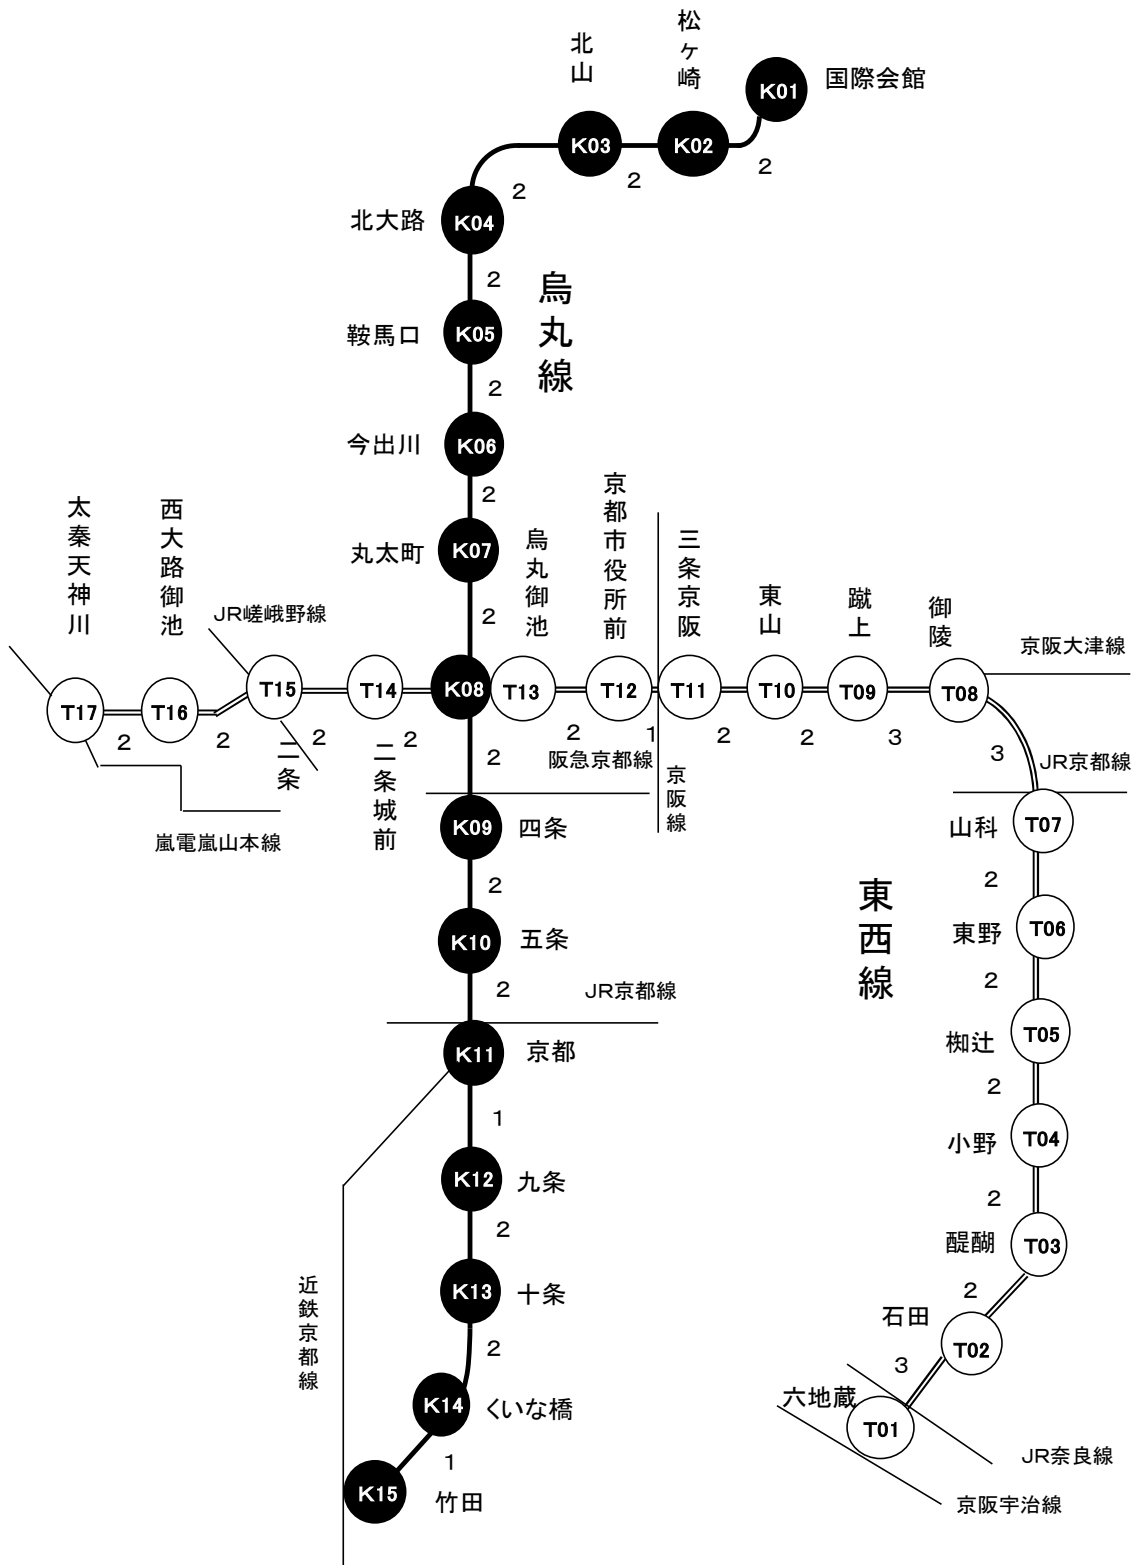 松ヶ崎
北山
K01
国際会館
K03
K02
2
2
2
北大路
K04
2
烏丸線
鞍馬口
K05
2
今出川
K06
2
丸太町
K07
2
太秦天神川
西大路御池
JR嵯峨野線
烏丸御池
京都市役所前
三条京阪
東山
蹴上
御陵
京阪大津線
T17
T16
T15
T14
K08
T13
T12
T11
T10
T09
T08
2
2
2
2
2
2
1
2
2
3
3
二条
二条城前
阪急京都線
京阪線
JR京都線
嵐電嵐山本線
K09
四条
山科
T07
2
2
東西線
K10
五条
東野
T06
2
JR京都線
2
K11
京都
椥辻
T05
1
2
小野
T04
K12
九条
2
2
醍醐
T03
近鉄京都線
K13
十条
2
2
石田
T02
3
K14
くいな橋
六地蔵
T01
1
JR奈良線
K15
竹田
京阪宇治線